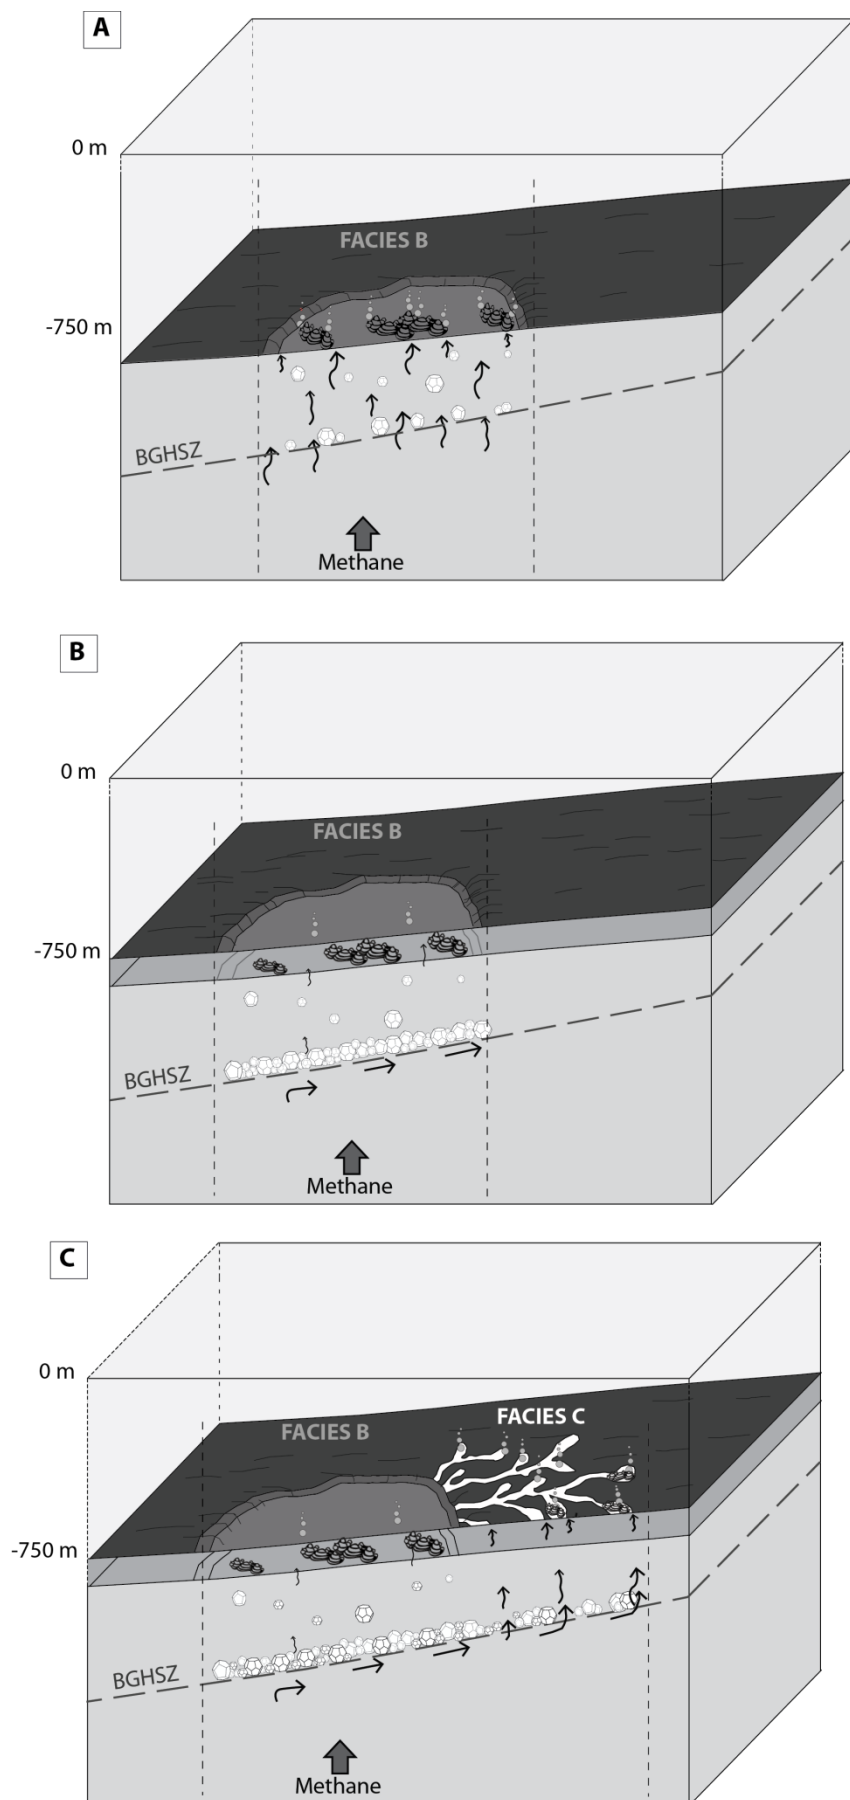 A
0 m
FACIES B
-750 m
BGHSZ
Methane
B
0 m
FACIES B
-750 m
BGHSZ
Methane
C
0 m
FACIES C
FACIES B
-750 m
BGHSZ
Methane